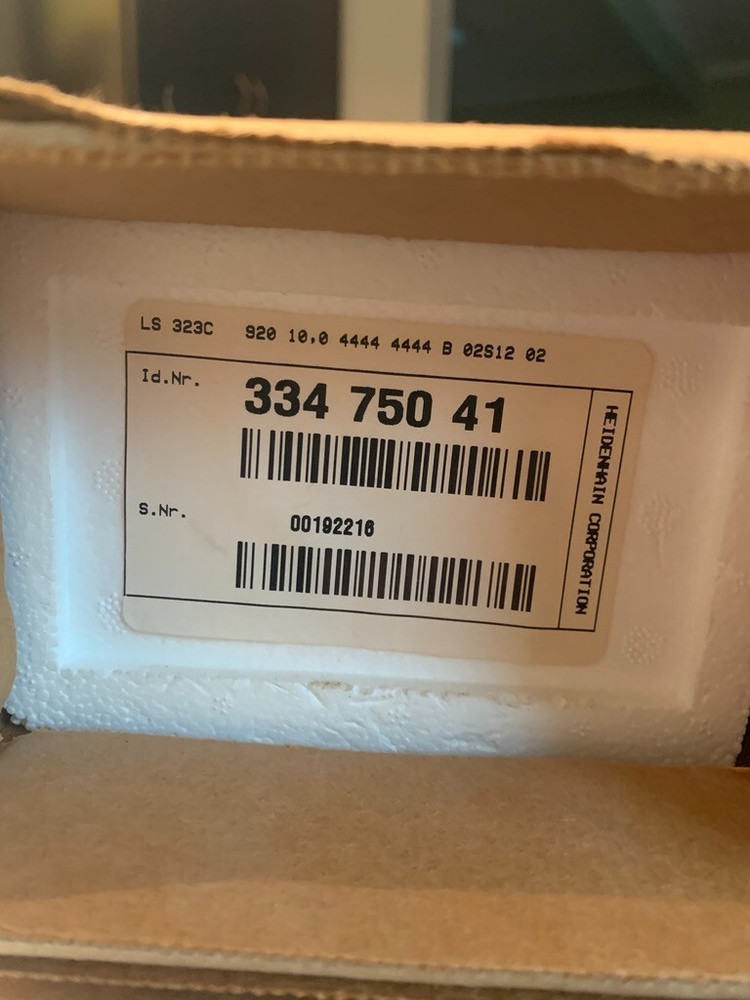 LS 323C 920 10,0 4444 4444 B 02S12 02
Id.Nr. 334 750 41
S.Nr. 00192216
HEIDENHAIN CORPORATION